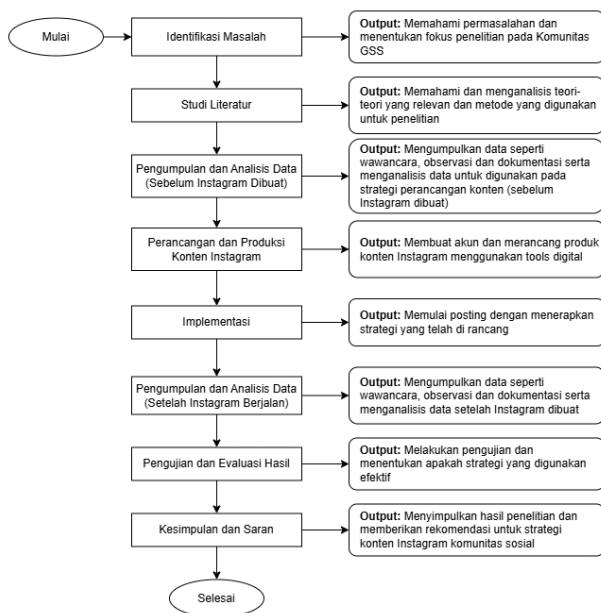 Mulai
Identifikasi Masalah
Output: Memahami permasalahan dan
menentukan fokus penelitian pada Komunitas
GSS
Studi Literatur
Output: Memahami dan menganalisis teori-
teori yang relevan dan metode yang digunakan
untuk penelitian
Pengumpulan dan Analisis Data
(Sebelum Instagram Dibuat)
Output: Mengumpulkan data seperti
wawancara, observasi dan dokumentasi serta
menganalisis data untuk digunakan pada
strategi perancangan konten (sebelum
Instagram dibuat)
Perancangan dan Produksi
Konten Instagram
Output: Membuat akun dan merancang produk
konten Instagram menggunakan tools digital
Implementasi
Output: Memulai posting dengan menerapkan
strategi yang telah di rancang
Pengumpulan dan Analisis Data
(Setelah Instagram Berjalan)
Output: Mengumpulkan data seperti
wawancara, observasi dan dokumentasi serta
menganalisis data setelah Instagram dibuat
Pengujian dan Evaluasi Hasil
Output: Melakukan pengujian dan
menentukan apakah strategi yang digunakan
efektif
Kesimpulan dan Saran
Output: Menyimpulkan hasil penelitian dan
memberikan rekomendasi untuk strategi
konten Instagram komunitas sosial
Selesai